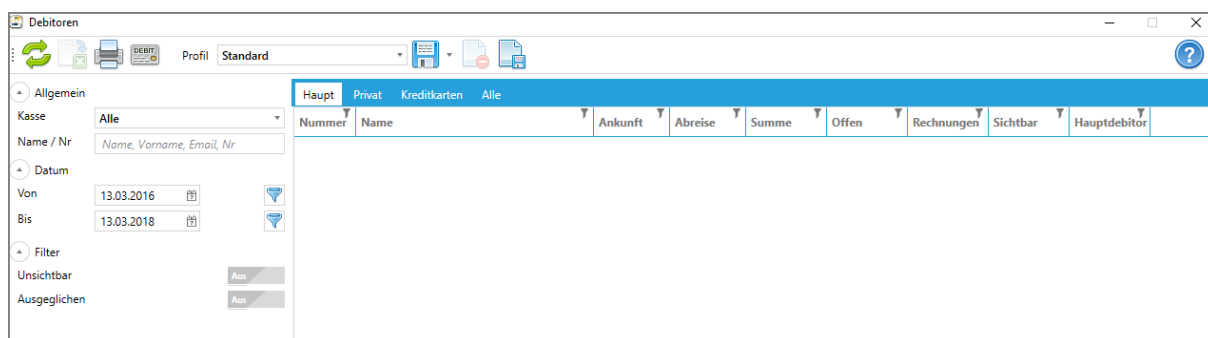 Debitoren
DEBIT Profil Standard ?
Allgemein
Kasse Alle
Name / Nr Name, Vorname, Email, Nr
Datum
Von 13.03.2016
Bis 13.03.2018
Filter
Unsichtbar Aus
Ausgeglichen Aus
Haupt Privat Kreditkarten Alle
Nummer Name Ankunft Abreise Summe Offen Rechnungen Sichtbar Hauptdebitor